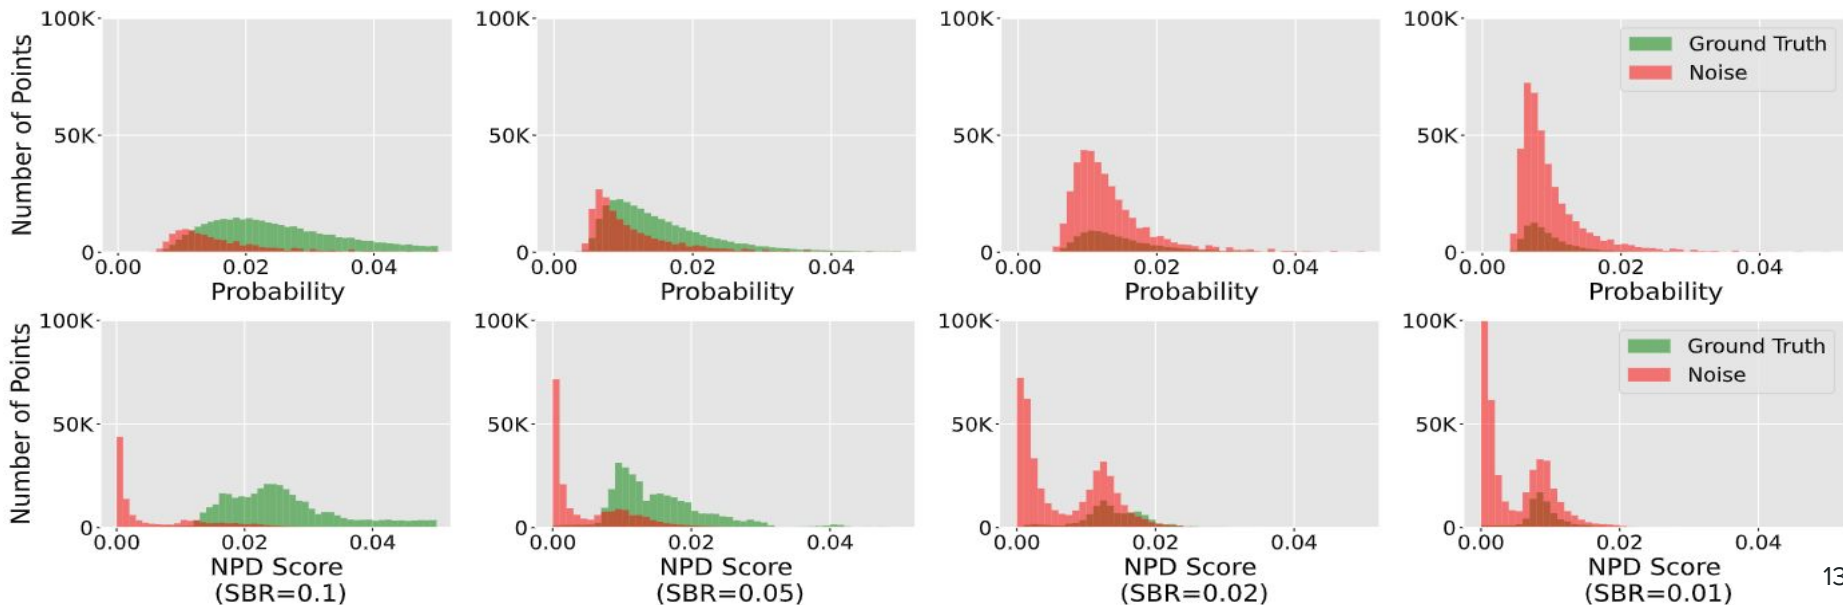 Number of Points
100K
50K
0
0.00 0.02 0.04
Probability
100K
50K
0
0.00 0.02 0.04
Probability
100K
50K
0
0.00 0.02 0.04
Probability
100K
50K
0
0.00 0.02 0.04
Probability
Ground Truth
Noise
Number of Points
100K
50K
0
0.00 0.02 0.04
NPD Score
(SBR=0.1)
100K
50K
0
0.00 0.02 0.04
NPD Score
(SBR=0.05)
100K
50K
0
0.00 0.02 0.04
NPD Score
(SBR=0.02)
100K
50K
0
0.00 0.02 0.04
NPD Score
(SBR=0.01)
Ground Truth
Noise
13